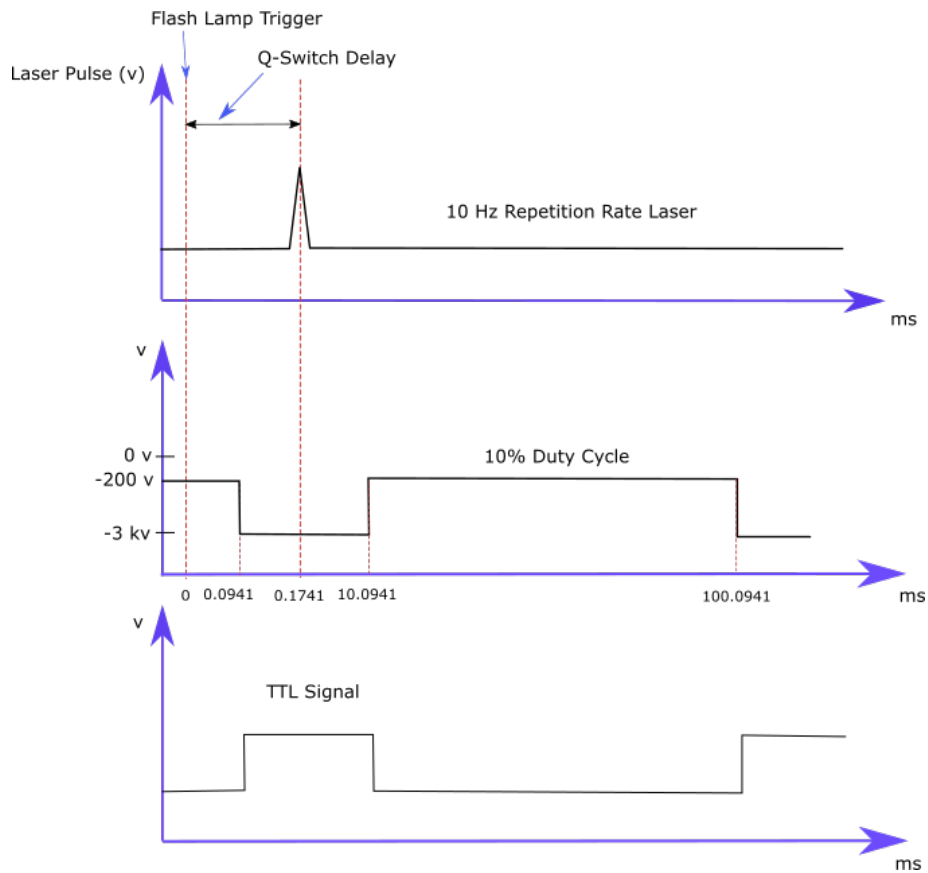 Flash Lamp Trigger
Q-Switch Delay
Laser Pulse (v)
10 Hz Repetition Rate Laser
ms
v
0 v
10% Duty Cycle
-200 v
-3 kv
0 0.0941 0.1741 10.0941 100.0941 ms
v
TTL Signal
ms